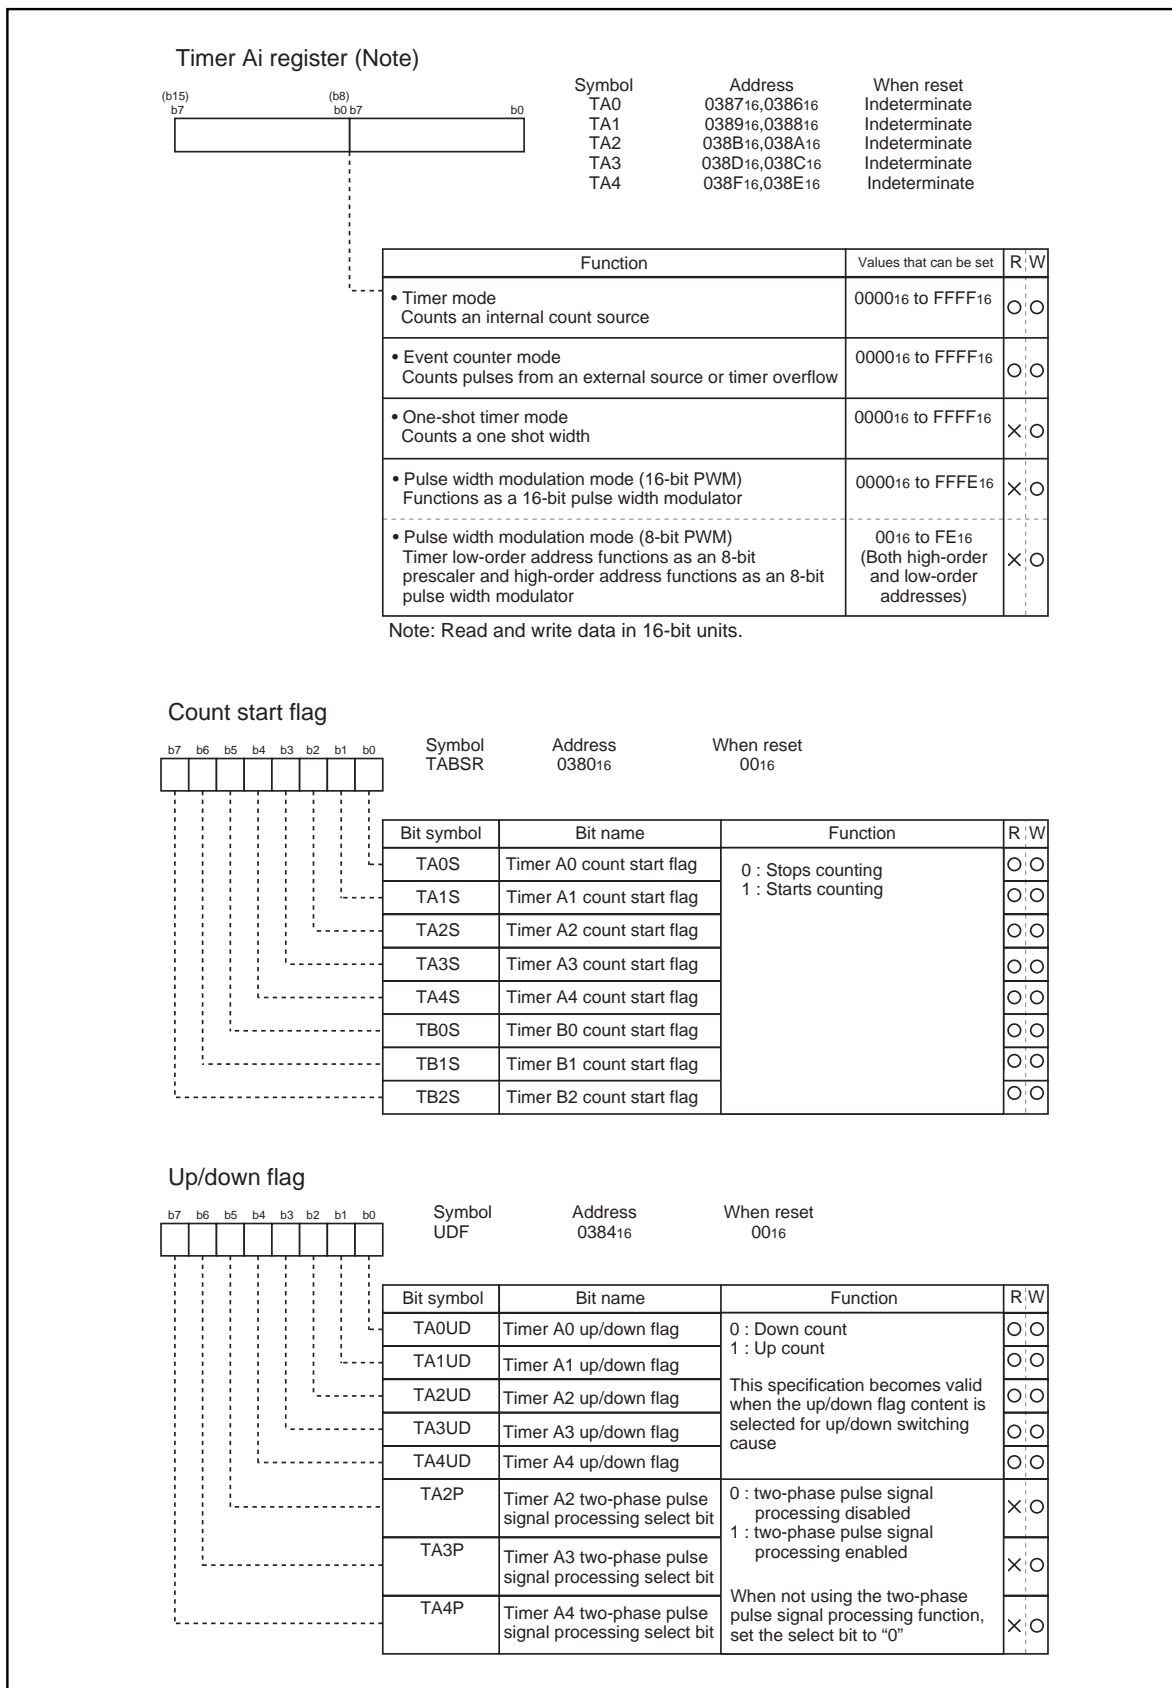 Timer Ai register (Note)
(b15) (b8)
b7 b0 b7 b0
Symbol Address When reset
TA0 038716,038616 Indeterminate
TA1 038916,038816 Indeterminate
TA2 038B16,038A16 Indeterminate
TA3 038D16,038C16 Indeterminate
TA4 038F16,038E16 Indeterminate
Function Values that can be set R W
• Timer mode 000016 to FFFF16
Counts an internal count source
• Event counter mode 000016 to FFFF16
Counts pulses from an external source or timer overflow
• One-shot timer mode 000016 to FFFF16
Counts a one shot width
• Pulse width modulation mode (16-bit PWM) 000016 to FFFE16
Functions as a 16-bit pulse width modulator
• Pulse width modulation mode (8-bit PWM) 0016 to FE16
Timer low-order address functions as an 8-bit (Both high-order
prescaler and high-order address functions as an 8-bit and low-order
pulse width modulator addresses)
Note: Read and write data in 16-bit units.
Count start flag
b7 b6 b5 b4 b3 b2 b1 b0
Symbol Address When reset
TABSR 038016 0016
Bit symbol Bit name Function R W
TA0S Timer A0 count start flag 0 : Stops counting
TA1S Timer A1 count start flag 1 : Starts counting
TA2S Timer A2 count start flag
TA3S Timer A3 count start flag
TA4S Timer A4 count start flag
TB0S Timer B0 count start flag
TB1S Timer B1 count start flag
TB2S Timer B2 count start flag
Up/down flag
b7 b6 b5 b4 b3 b2 b1 b0
Symbol Address When reset
UDF 038416 0016
Bit symbol Bit name Function R W
TA0UD Timer A0 up/down flag 0 : Down count
1 : Up count
TA1UD Timer A1 up/down flag
TA2UD Timer A2 up/down flag This specification becomes valid
when the up/down flag content is
TA3UD Timer A3 up/down flag selected for up/down switching
cause
TA4UD Timer A4 up/down flag
TA2P Timer A2 two-phase pulse 0 : two-phase pulse signal
signal processing select bit processing disabled
1 : two-phase pulse signal
TA3P Timer A3 two-phase pulse processing enabled
signal processing select bit
When not using the two-phase
TA4P Timer A4 two-phase pulse pulse signal processing function,
signal processing select bit set the select bit to “0”